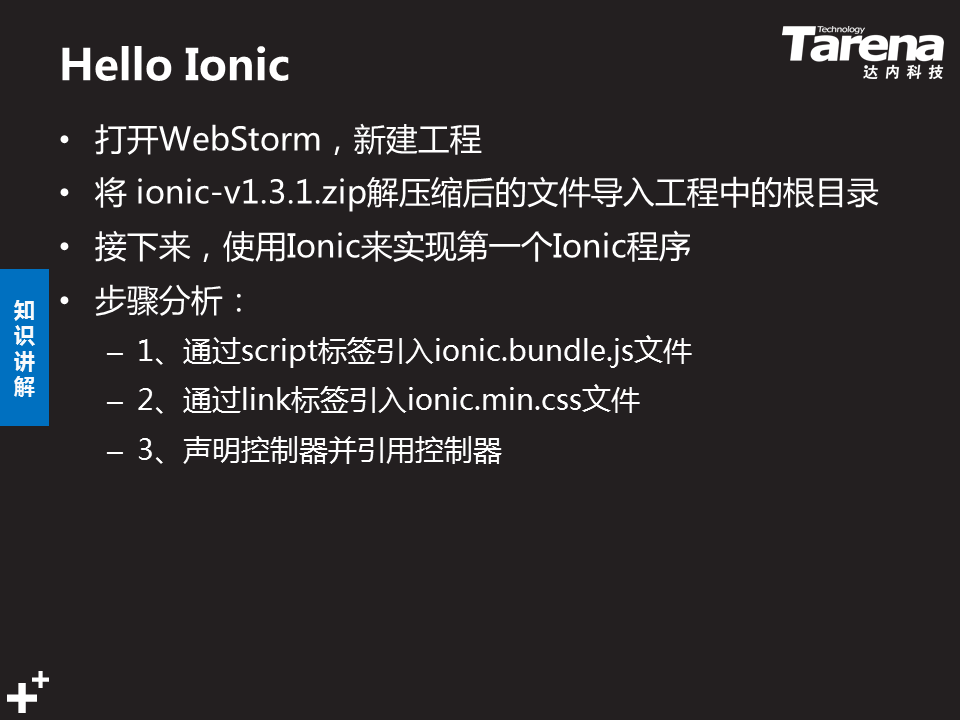 Hello Ionic
Technology
Tarena
达内科技
• 打开WebStorm，新建工程
• 将 ionic-v1.3.1.zip解压缩后的文件导入工程中的根目录
• 接下来，使用Ionic来实现第一个Ionic程序
• 步骤分析：
– 1、通过script标签引入ionic.bundle.js文件
– 2、通过link标签引入ionic.min.css文件
– 3、声明控制器并引用控制器
知识讲解